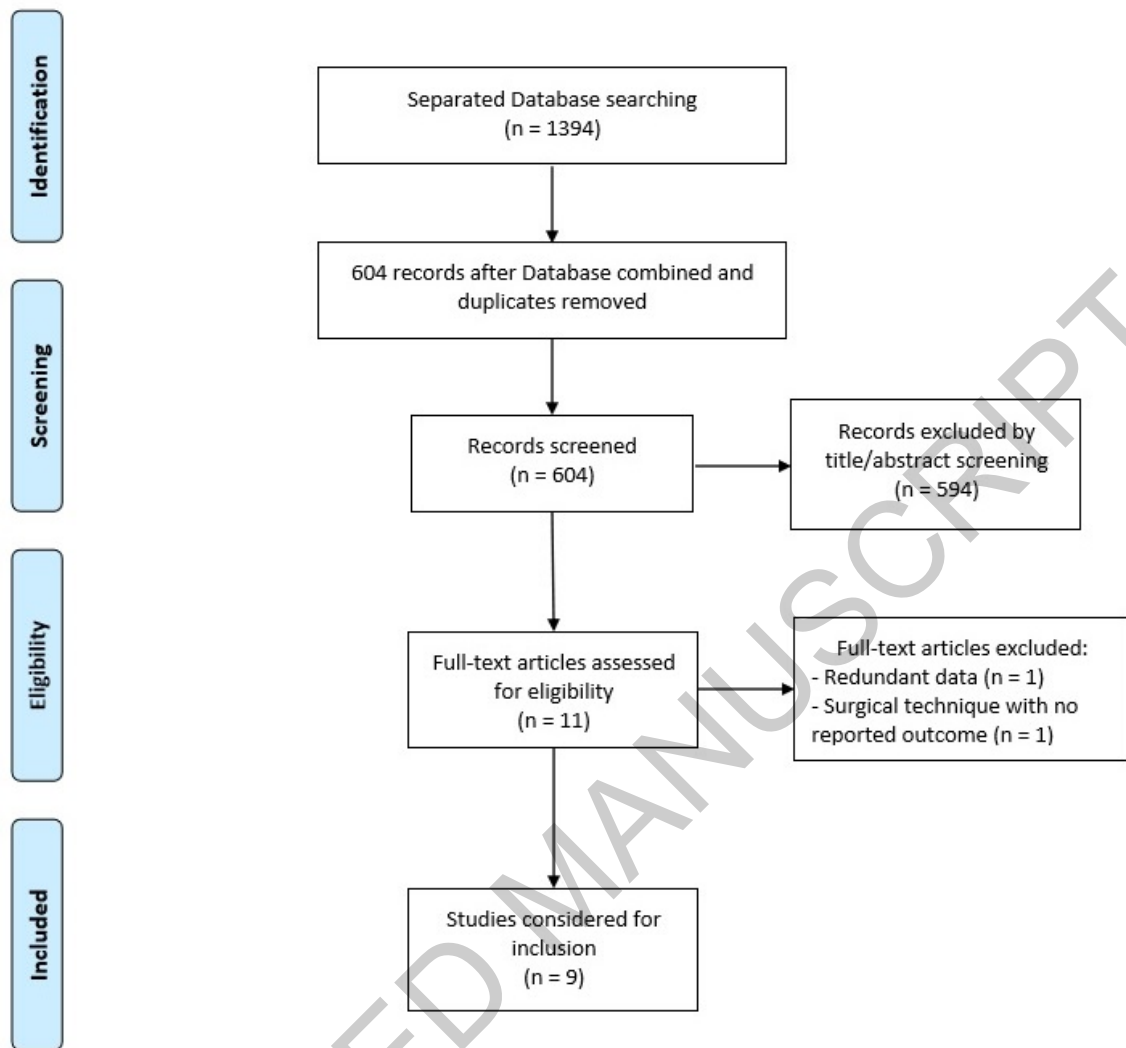 Identification
Separated Database searching
(n = 1394)
604 records after Database combined and
duplicates removed
Screening
Records screened
(n = 604)
Records excluded by
title/abstract screening
(n = 594)
Eligibility
Full-text articles assessed
for eligibility
(n = 11)
Full-text articles excluded:
- Redundant data (n = 1)
- Surgical technique with no
reported outcome (n = 1)
Included
Studies considered for
inclusion
(n = 9)
ED MANUSCRIPT